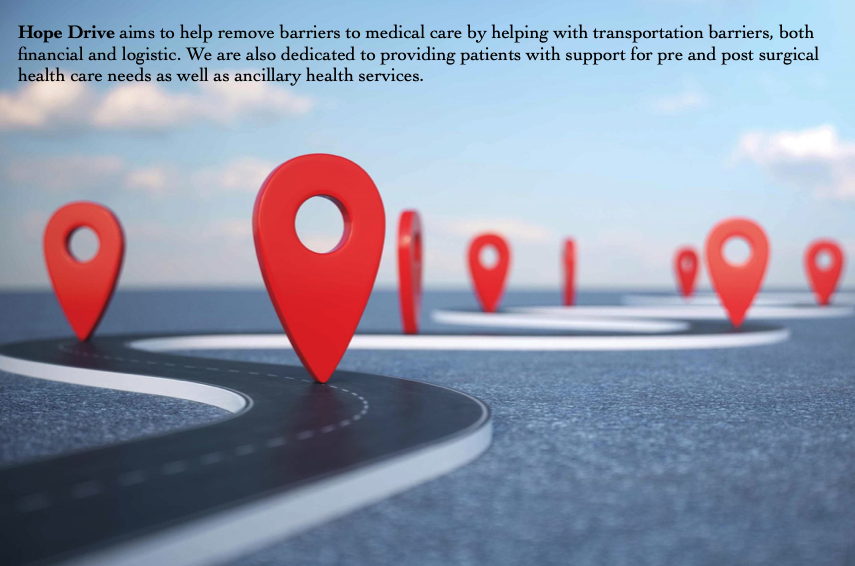 Hope Drive aims to help remove barriers to medical care by helping with transportation barriers, both
financial and logistic. We are also dedicated to providing patients with support for pre and post surgical
health care needs as well as ancillary health services.